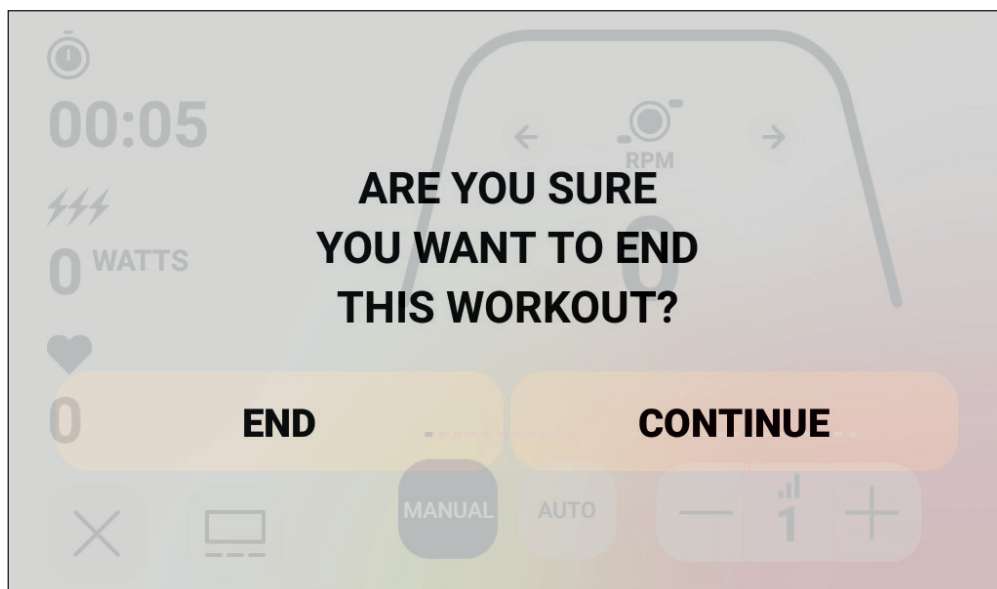 00:05
RPM
ARE YOU SURE
0 WATTS
YOU WANT TO END
0
THIS WORKOUT?
0
END
CONTINUE
MANUAL
AUTO
1